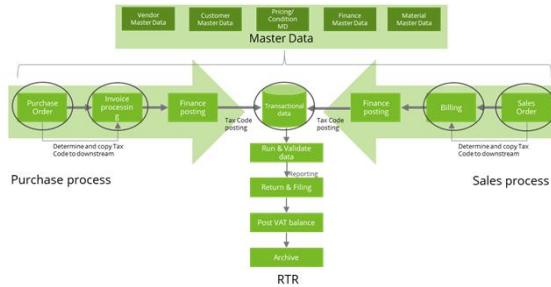 Vendor
Master Data
Customer
Master Data
Pricing/
Condition
MD
Finance
Master Data
Material
Master Data
Master Data
Purchase
Order
Invoice
processin
g
Finance
posting
Transactional
data
Finance
posting
Billing
Sales
Order
Tax Code
posting
Tax Code
posting
Determine and copy Tax
Code to downstream
Determine and copy Tax
Code to downstream
Run & Validate
data
Purchase process
Sales process
Reporting
Return & Filing
Post VAT balance
Archive
RTR